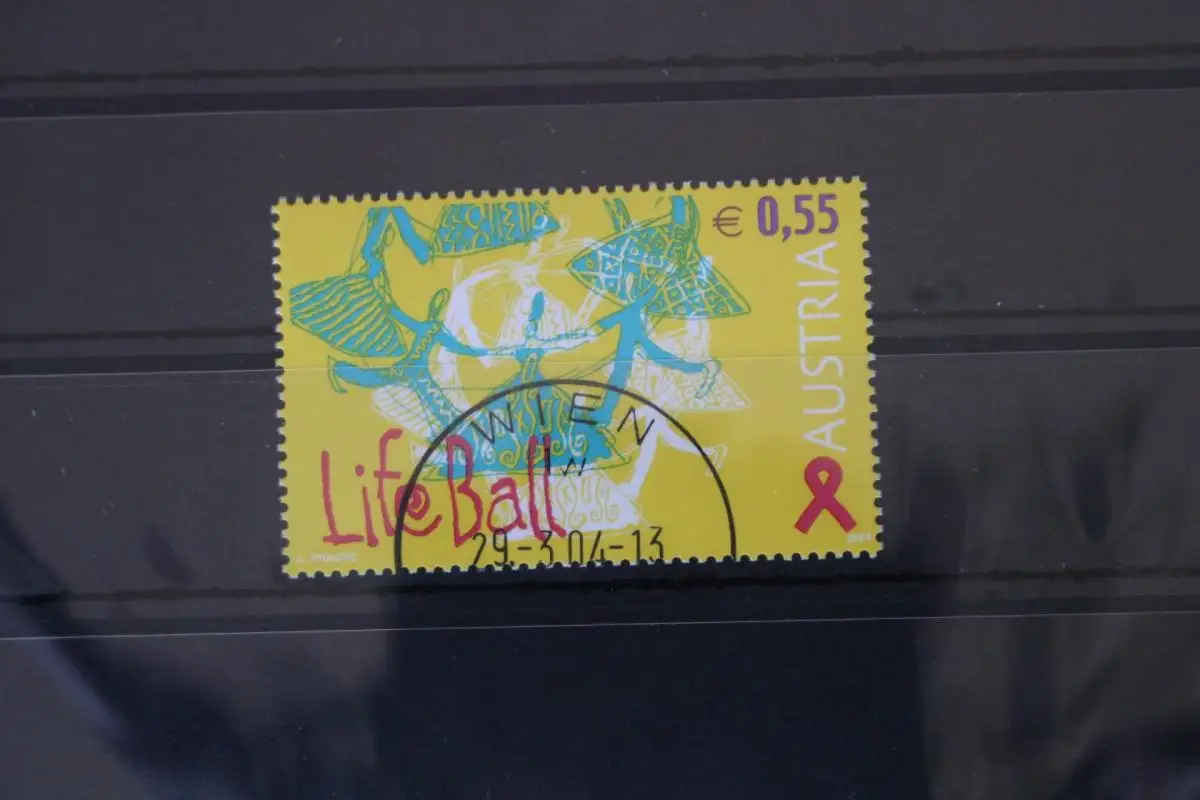 € 0,55
AUSTRIA
Life Ball
WIEN
W
29.-3.04-13